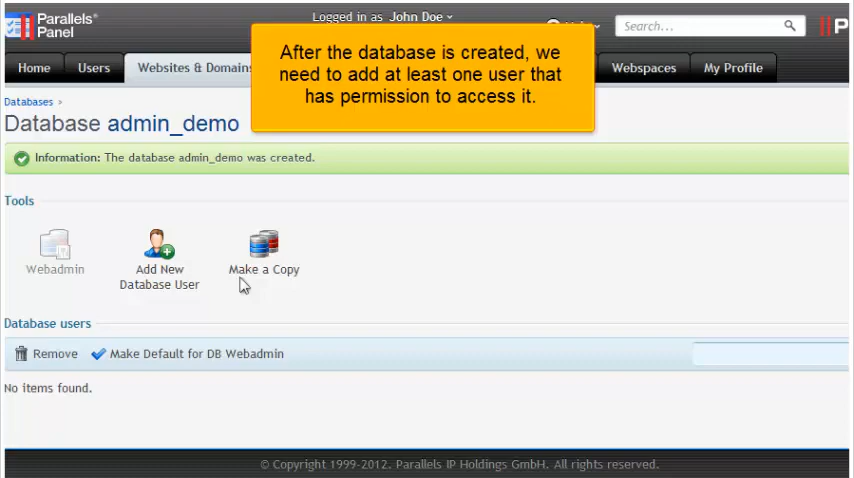 Parallels®
Panel
Logged in as John Doe
Search...
P
Home
Users
Websites & Domains
Webspaces
My Profile
After the database is created, we
need to add at least one user that
has permission to access it.
Databases >
Database admin_demo
Information: The database admin_demo was created.
Tools
Webadmin
Add New
Database User
Make a Copy
Database users
Remove
Make Default for DB Webadmin
No items found.
© Copyright 1999-2012. Parallels IP Holdings GmbH. All rights reserved.